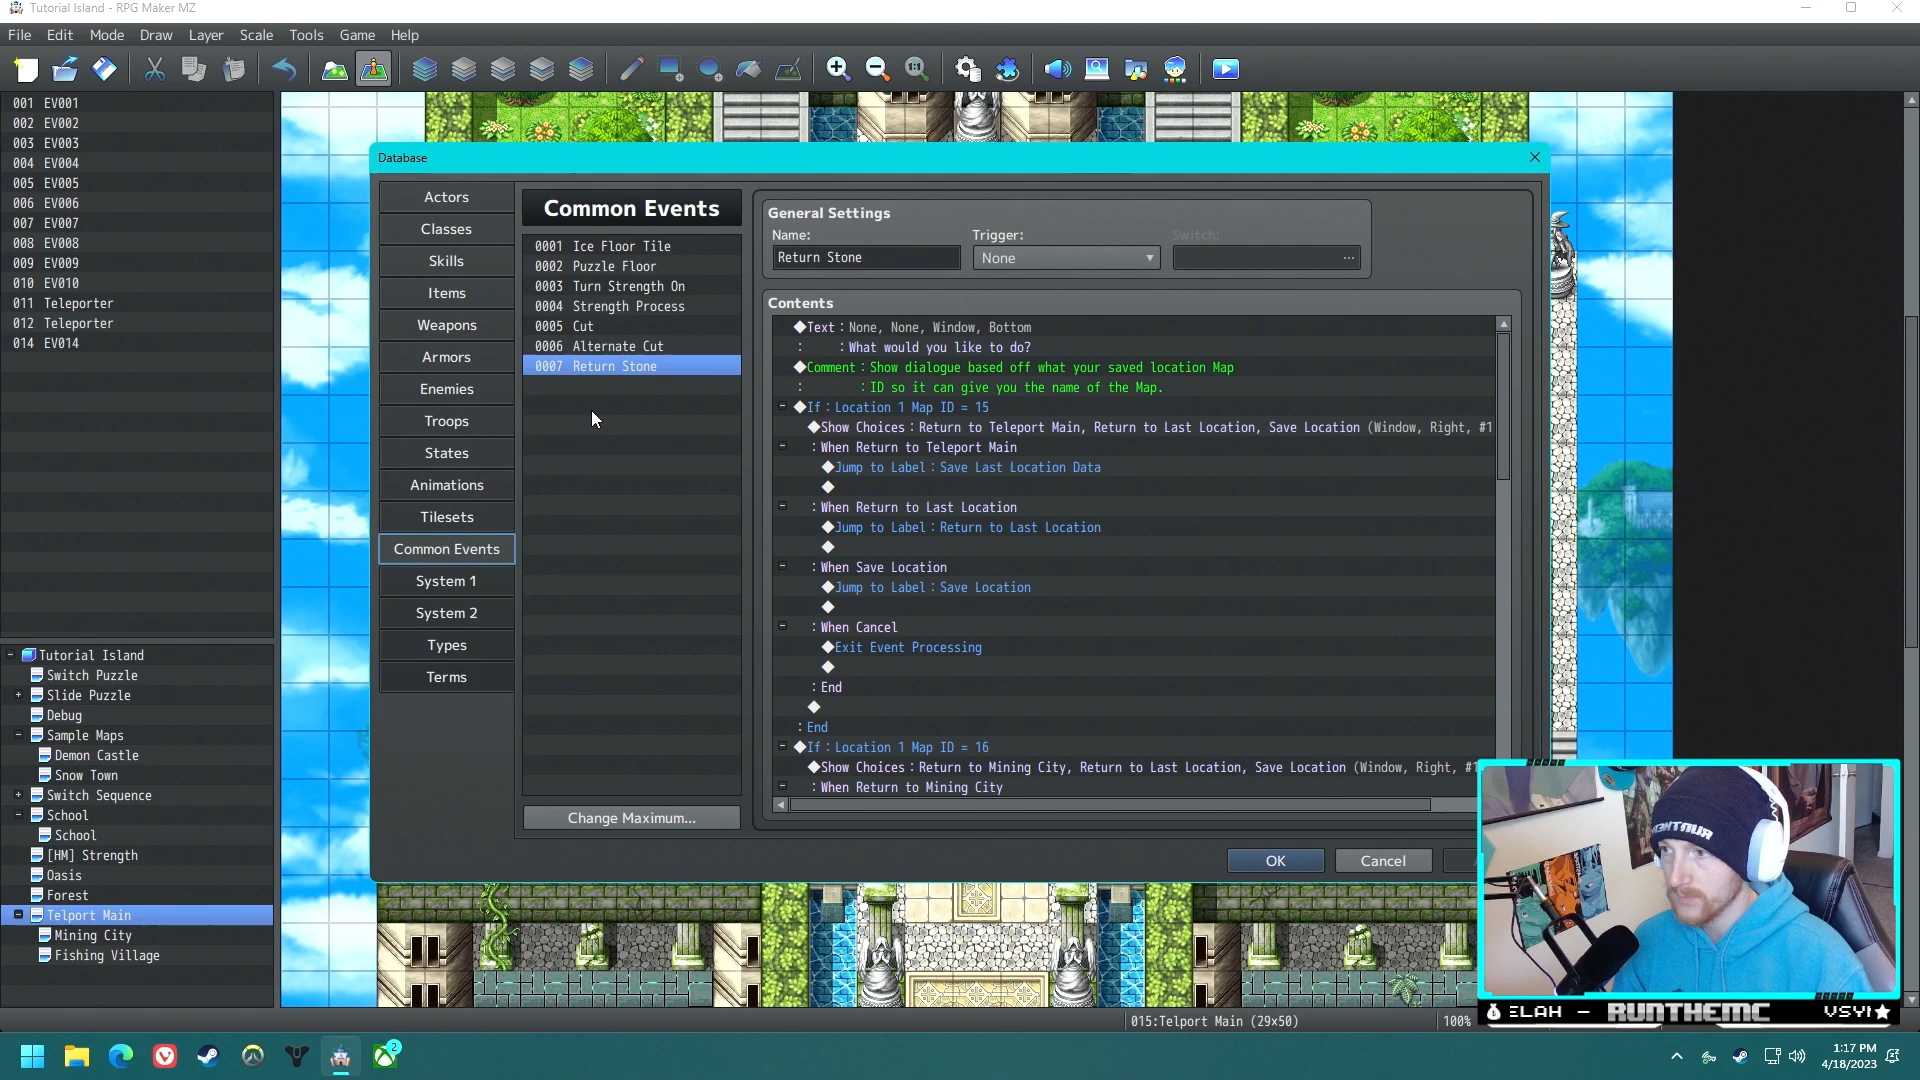 Tutorial Island - RPG Maker MZ
File Edit Mode Draw Layer Scale Tools Game Help
001 EV001
002 EV002
003 EV003
004 EV004
005 EV005
006 EV006
007 EV007
008 EV008
009 EV009
010 EV010
011 Teleporter
012 Teleporter
014 EV014
Tutorial Island
Switch Puzzle
Slide Puzzle
Debug
Sample Maps
Demon Castle
Snow Town
Switch Sequence
School
School
[HM] Strength
Oasis
Forest
Telport Main
Mining City
Fishing Village
Database
Actors
Classes
Skills
Items
Weapons
Armors
Enemies
Troops
States
Animations
Tilesets
Common Events
System 1
System 2
Types
Terms
Common Events
0001 Ice Floor Tile
0002 Puzzle Floor
0003 Turn Strength On
0004 Strength Process
0005 Cut
0006 Alternate Cut
0007 Return Stone
Change Maximum...
General Settings
Name: Trigger: Switch:
Return Stone None ...
Contents
◆Text : None, None, Window, Bottom
: : What would you like to do?
◆Comment : Show dialogue based off what your saved location Map
: : ID so it can give you the name of the Map.
◆If : Location 1 Map ID = 15
◆Show Choices : Return to Teleport Main, Return to Last Location, Save Location (Window, Right, #1
: When Return to Teleport Main
◆Jump to Label : Save Last Location Data
◆
: When Return to Last Location
◆Jump to Label : Return to Last Location
◆
: When Save Location
◆Jump to Label : Save Location
◆
: When Cancel
◆Exit Event Processing
◆
: End
◆
: End
◆If : Location 1 Map ID = 16
◆Show Choices : Return to Mining City, Return to Last Location, Save Location (Window, Right, #1
: When Return to Mining City
OK Cancel
015:Telport Main (29x50) 100%
ELAH - RUNTHEMC
1:17 PM
4/18/2023
2
1:1